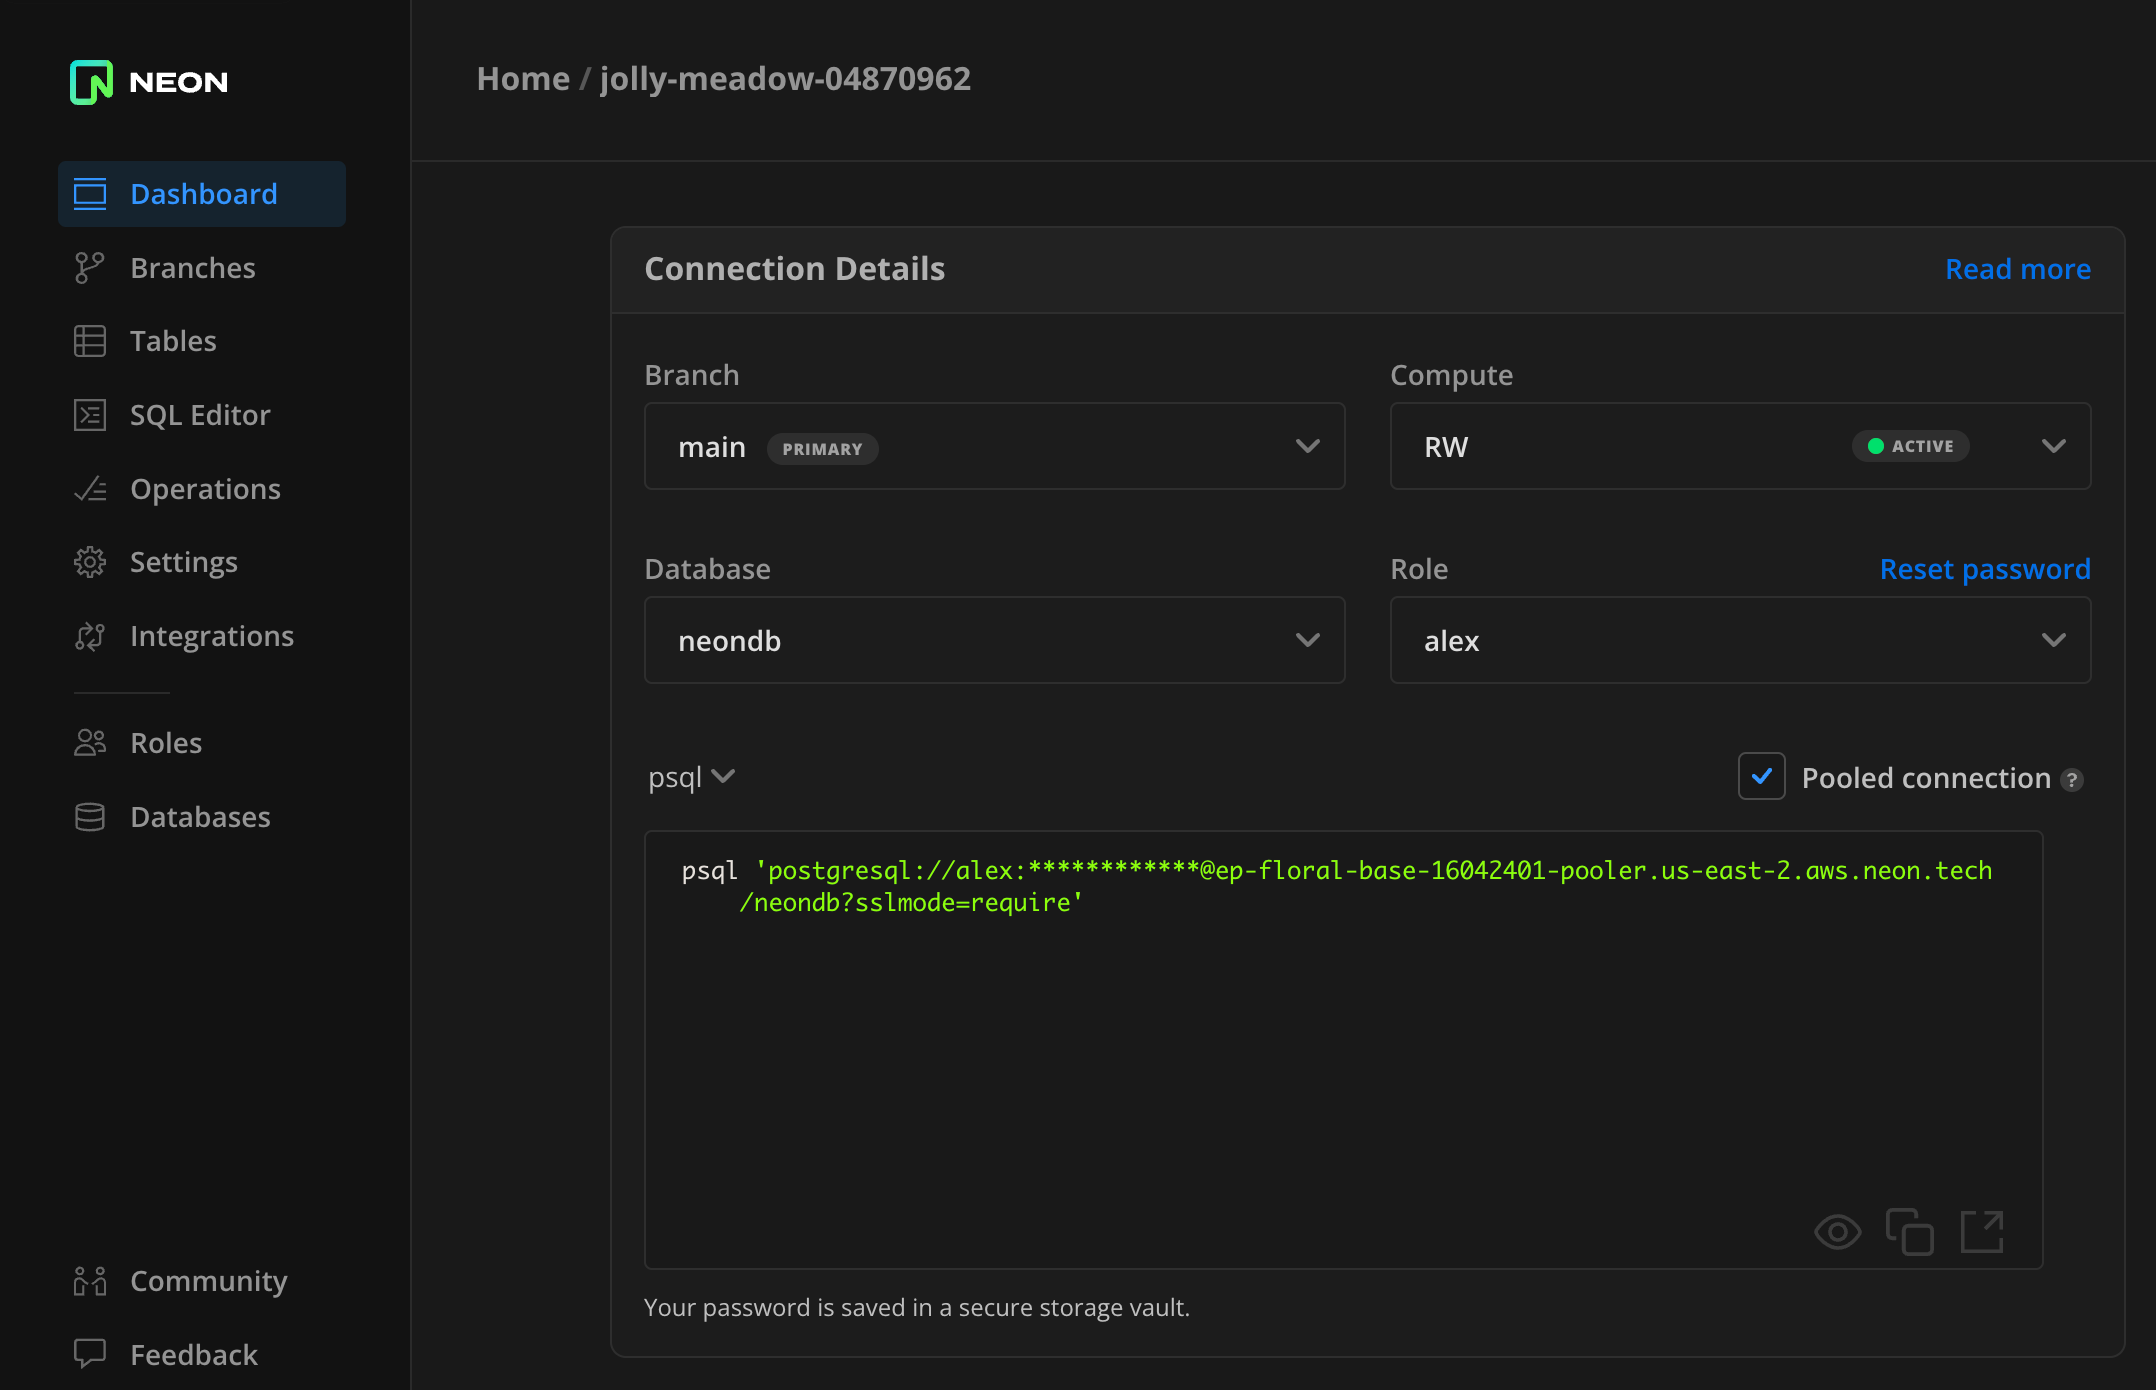 NEON
Home / jolly-meadow-04870962
Dashboard
Branches
Tables
SQL Editor
Operations
Settings
Integrations
Roles
Databases
Community
Feedback
Connection Details
Read more
Branch
main PRIMARY
Compute
RW ACTIVE
Database
neondb
Role
Reset password
alex
psql
Pooled connection ?
psql 'postgresql://alex:************@ep-floral-base-16042401-pooler.us-east-2.aws.neon.tech
/neondb?sslmode=require'
Your password is saved in a secure storage vault.